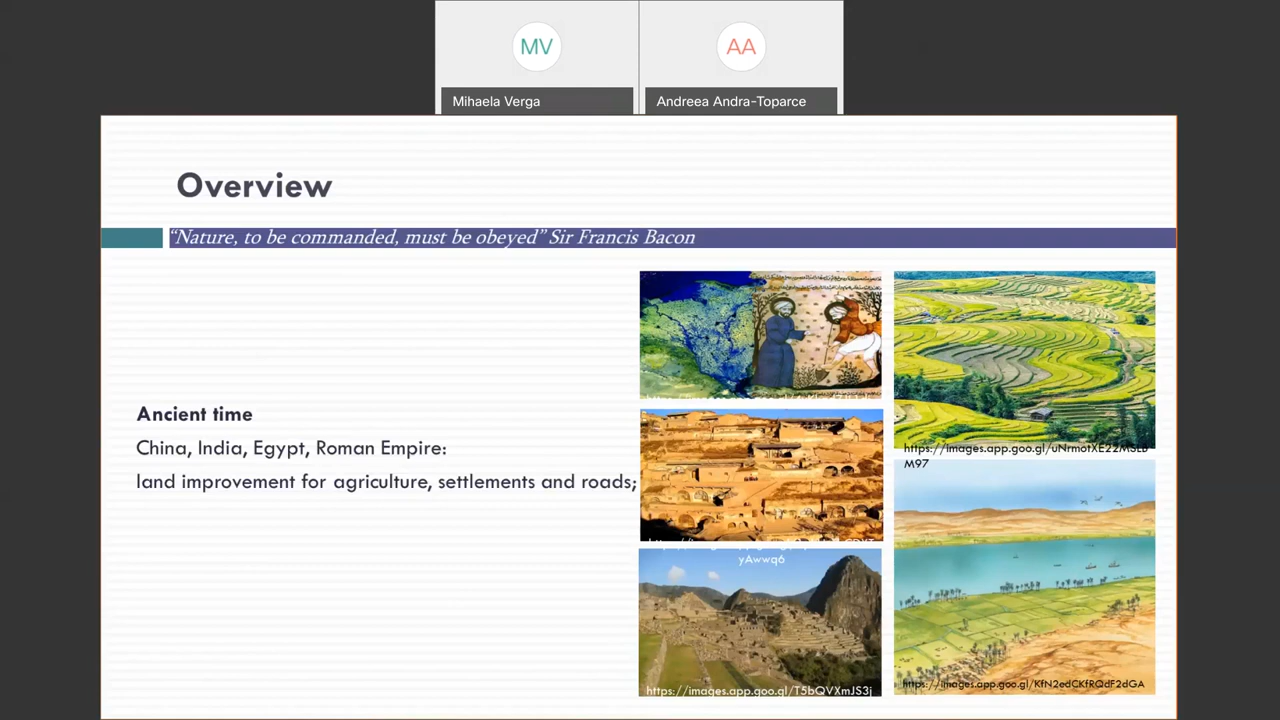 MV
AA
Mihaela Verga
Andreea Andra-Toparce
Overview
“Nature, to be commanded, must be obeyed” Sir Francis Bacon
Ancient time
China, India, Egypt, Roman Empire:
land improvement for agriculture, settlements and roads;
M97
yAwwq6
https://images.app.goo.gl/T5bQVXmJS3j
https://images.app.goo.gl/KfN2edCKfRQdF2dGA